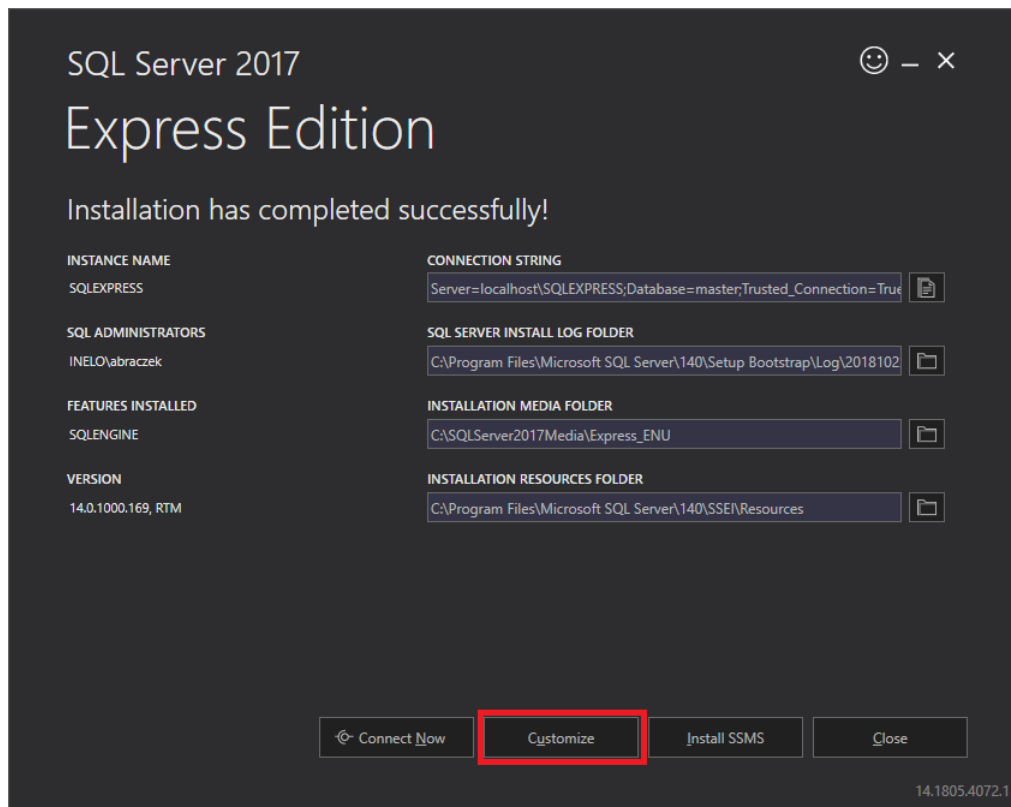 SQL Server 2017
Express Edition
Installation has completed successfully!
INSTANCE NAME
SQLEXPRESS
CONNECTION STRING
Server=localhost\SQLEXPRESS;Database=master;Trusted_Connection=True
SQL ADMINISTRATORS
INELO\abraczek
SQL SERVER INSTALL LOG FOLDER
C:\Program Files\Microsoft SQL Server\140\Setup Bootstrap\Log\2018102
FEATURES INSTALLED
SQLENGINE
INSTALLATION MEDIA FOLDER
C:\SQLServer2017Media\Express_ENU
VERSION
14.0.1000.169, RTM
INSTALLATION RESOURCES FOLDER
C:\Program Files\Microsoft SQL Server\140\SSEI\Resources
Connect Now
Customize
Install SSMS
Close
14.1805.4072.1